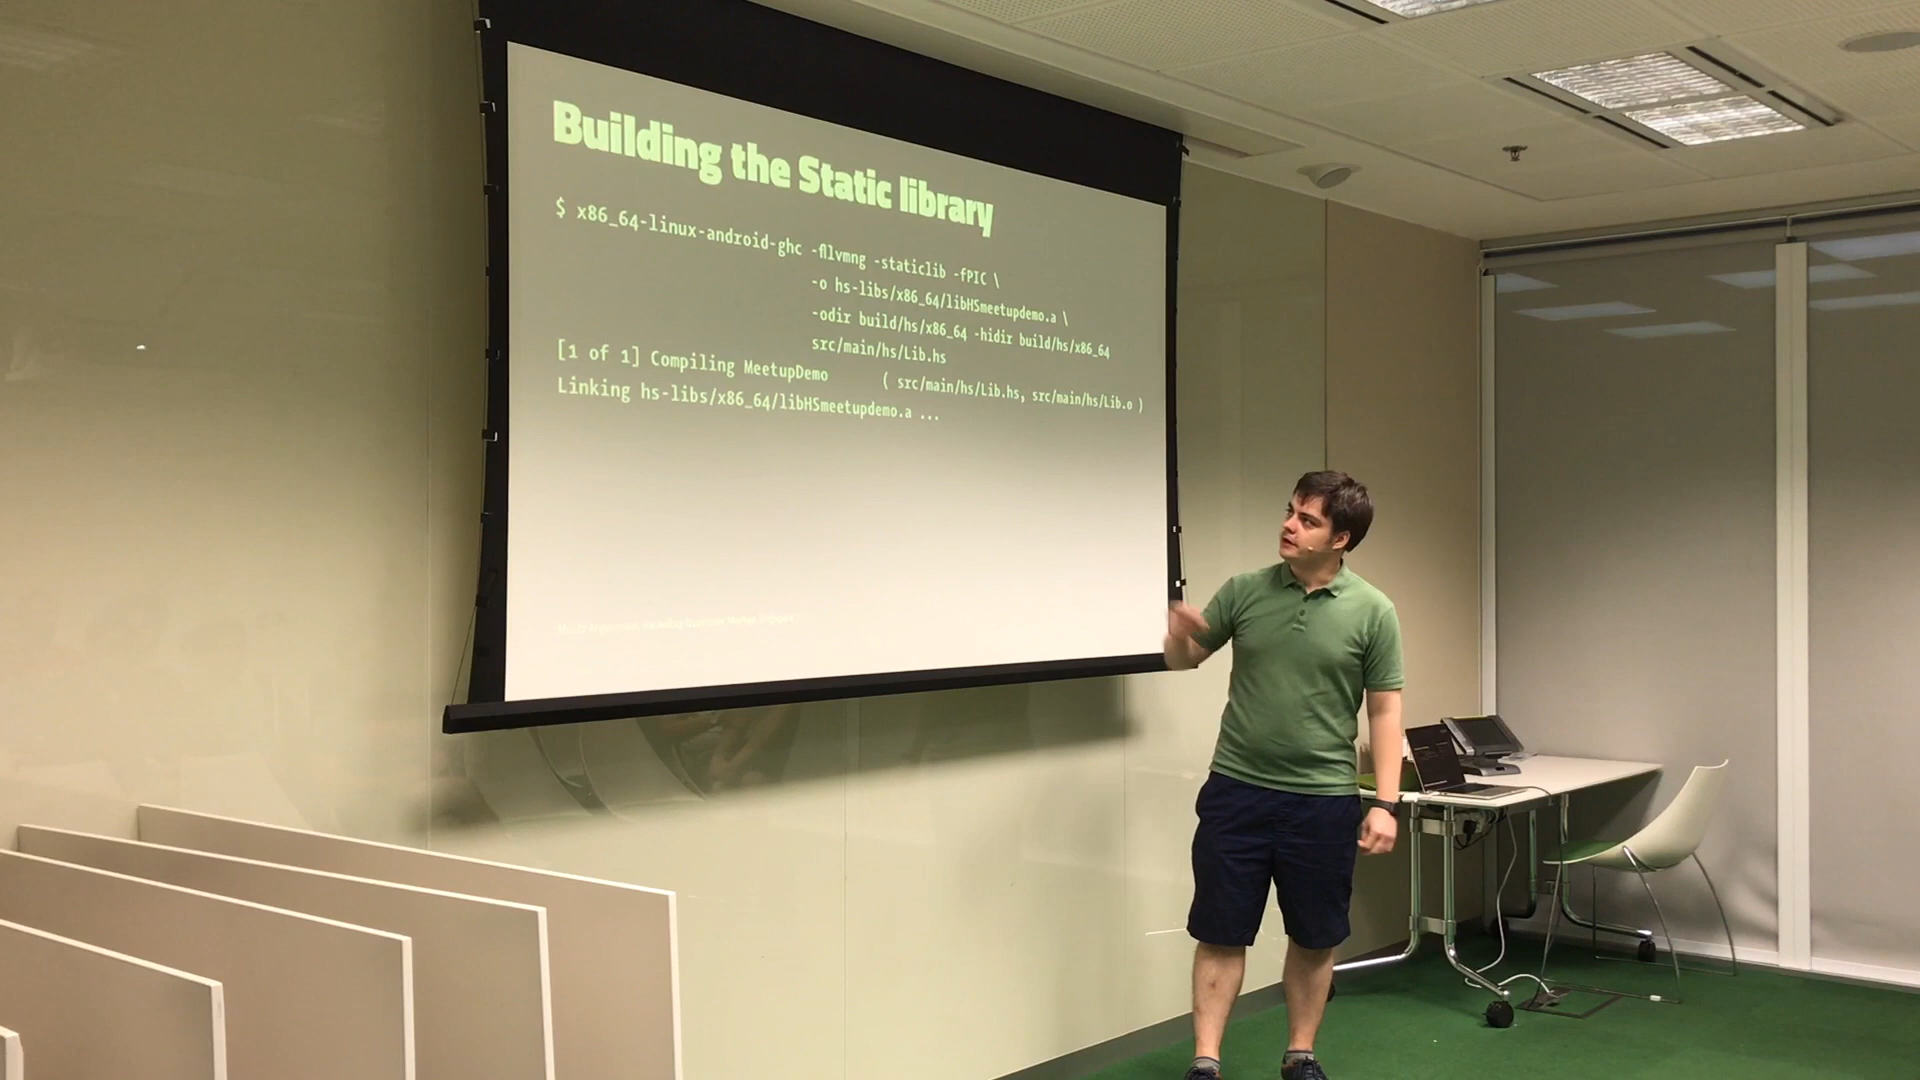 Building the Static library
$ x86_64-linux-android-ghc -fllvmng -staticlib -fPIC \
-o hs-libs/x86_64/libHSmeetupdemo.a \
-odir build/hs/x86_64 -hidir build/hs/x86_64
src/main/hs/Lib.hs
[1 of 1] Compiling MeetupDemo ( src/main/hs/Lib.hs, src/main/hs/Lib.o )
Linking hs-libs/x86_64/libHSmeetupdemo.a ...